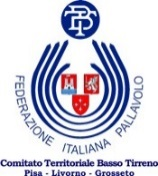 FEDERAZIONE ITALIANA PALLAVOLO
Comitato Territoriale Basso Tirreno
Pisa - Livorno - Grosseto